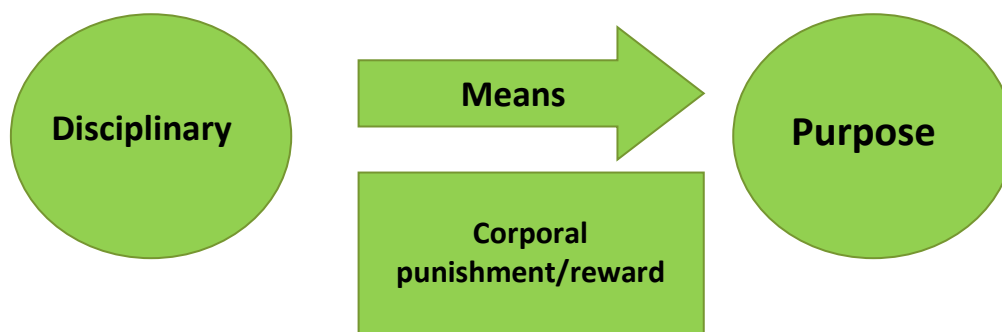 Disciplinary
Means
Purpose
Corporal
punishment/reward